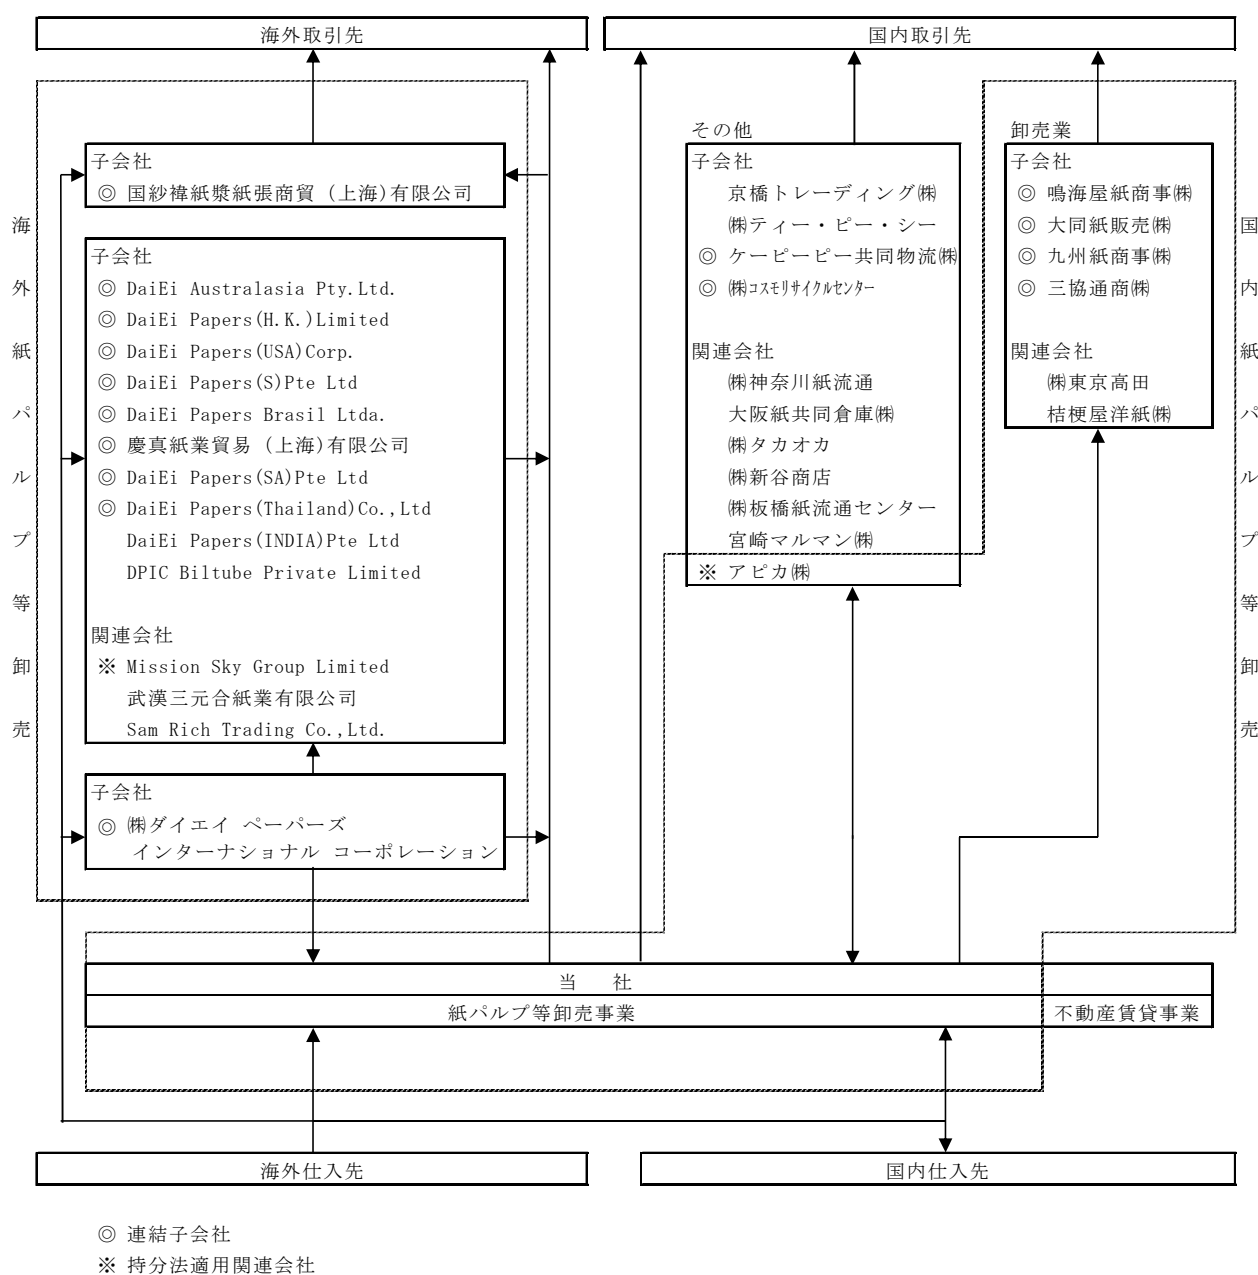 海外取引先
国内取引先
海外紙パルプ等卸売
子会社
◎ 国紗褘紙漿紙張商貿 (上海)有限公司
子会社
◎ DaiEi Australasia Pty.Ltd.
◎ DaiEi Papers(H.K.)Limited
◎ DaiEi Papers(USA)Corp.
◎ DaiEi Papers(S)Pte Ltd
◎ DaiEi Papers Brasil Ltda.
◎ 慶真紙業貿易 (上海)有限公司
◎ DaiEi Papers(SA)Pte Ltd
◎ DaiEi Papers(Thailand)Co.,Ltd
DaiEi Papers(INDIA)Pte Ltd
DPIC Biltube Private Limited
関連会社
※ Mission Sky Group Limited
武漢三元合紙業有限公司
Sam Rich Trading Co.,Ltd.
子会社
◎ ㈱ダイエイ ペーパーズ
インターナショナル コーポレーション
その他
子会社
京橋トレーディング㈱
㈱ティー・ピー・シー
◎ ケーピーピー共同物流㈱
◎ ㈱コスモリサイクルセンター
関連会社
㈱神奈川紙流通
大阪紙共同倉庫㈱
㈱タカオカ
㈱新谷商店
㈱板橋紙流通センター
宮崎マルマン㈱
※ アピカ㈱
卸売業
子会社
◎ 鳴海屋紙商事㈱
◎ 大同紙販売㈱
◎ 九州紙商事㈱
◎ 三協通商㈱
関連会社
㈱東京高田
桔梗屋洋紙㈱
国内紙パルプ等卸売
当 社
紙パルプ等卸売事業
不動産賃貸事業
海外仕入先
国内仕入先
◎ 連結子会社
※ 持分法適用関連会社